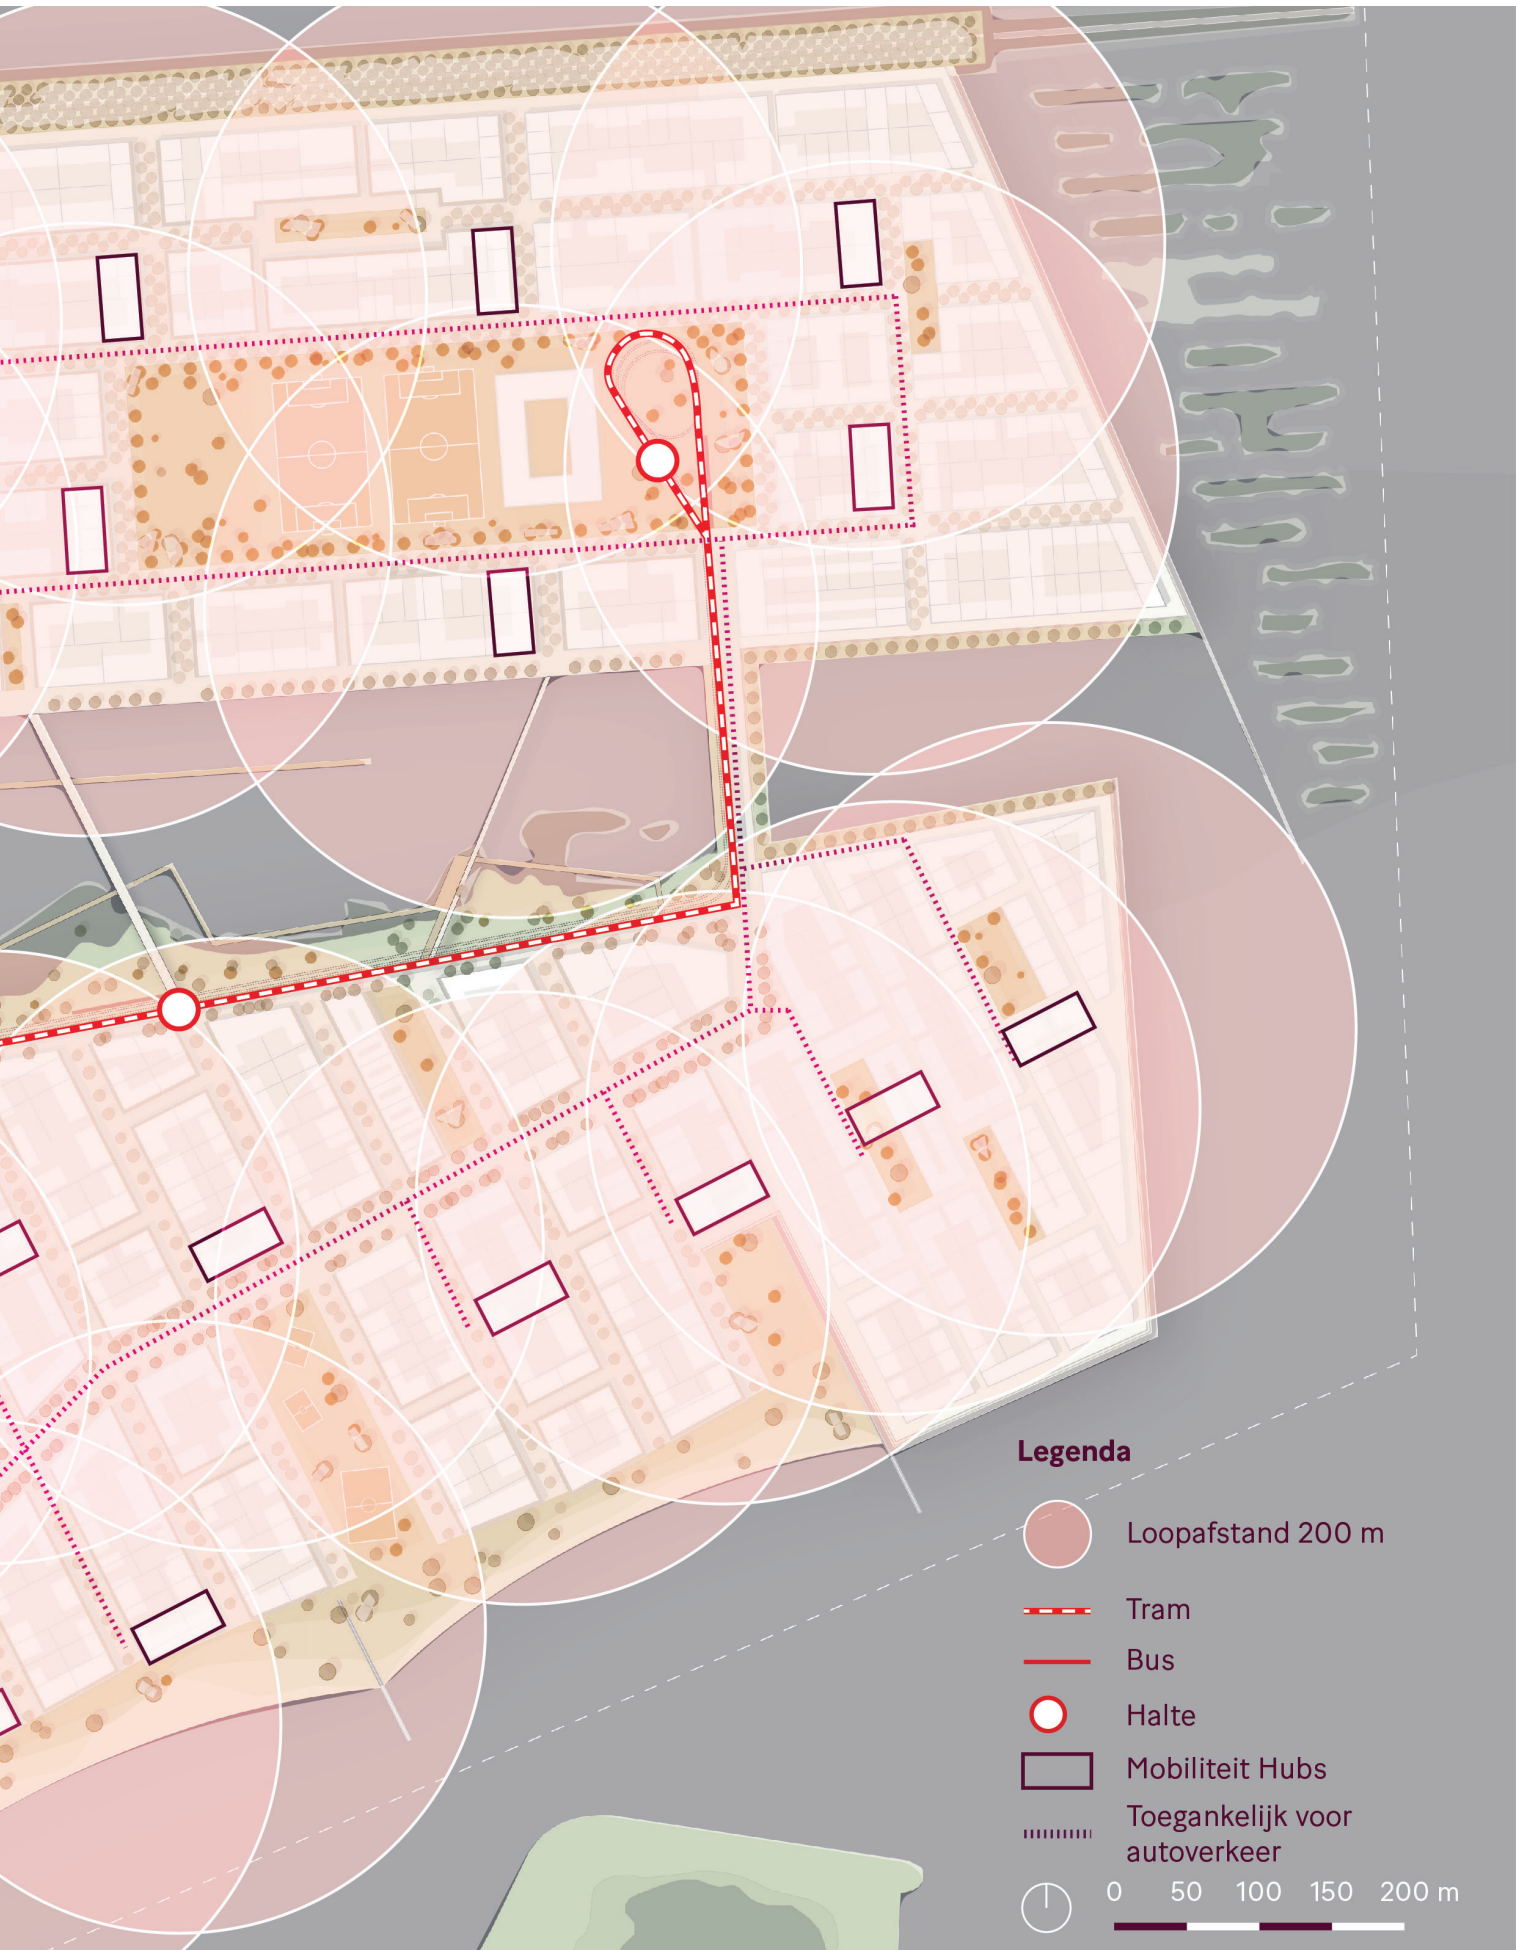 Legenda
Loopafstand 200 m
Tram
Bus
Halte
Mobiliteit Hubs
Toegankelijk voor
autoverkeer
0 50 100 150 200 m